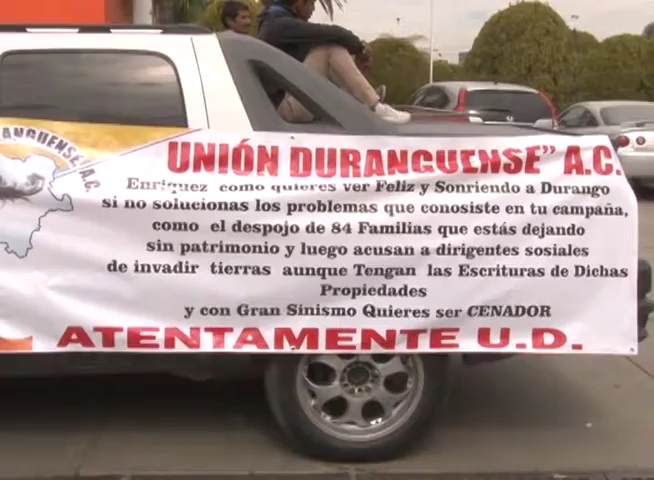 ANGUENSE" A.C.
UNIÓN DURANGUENSE" A.C.
Enriquez como quieres ver Feliz y Sonriendo a Durango
si no solucionas los problemas que conosiste en tu campaña,
como el despojo de 84 Familias que estás dejando
sin patrimonio y luego acusan a dirigentes sosiales
de invadir tierras aunque Tengan las Escrituras de Dichas
Propiedades
y con Gran Sinismo Quieres ser CENADOR
ATENTAMENTE U.D.